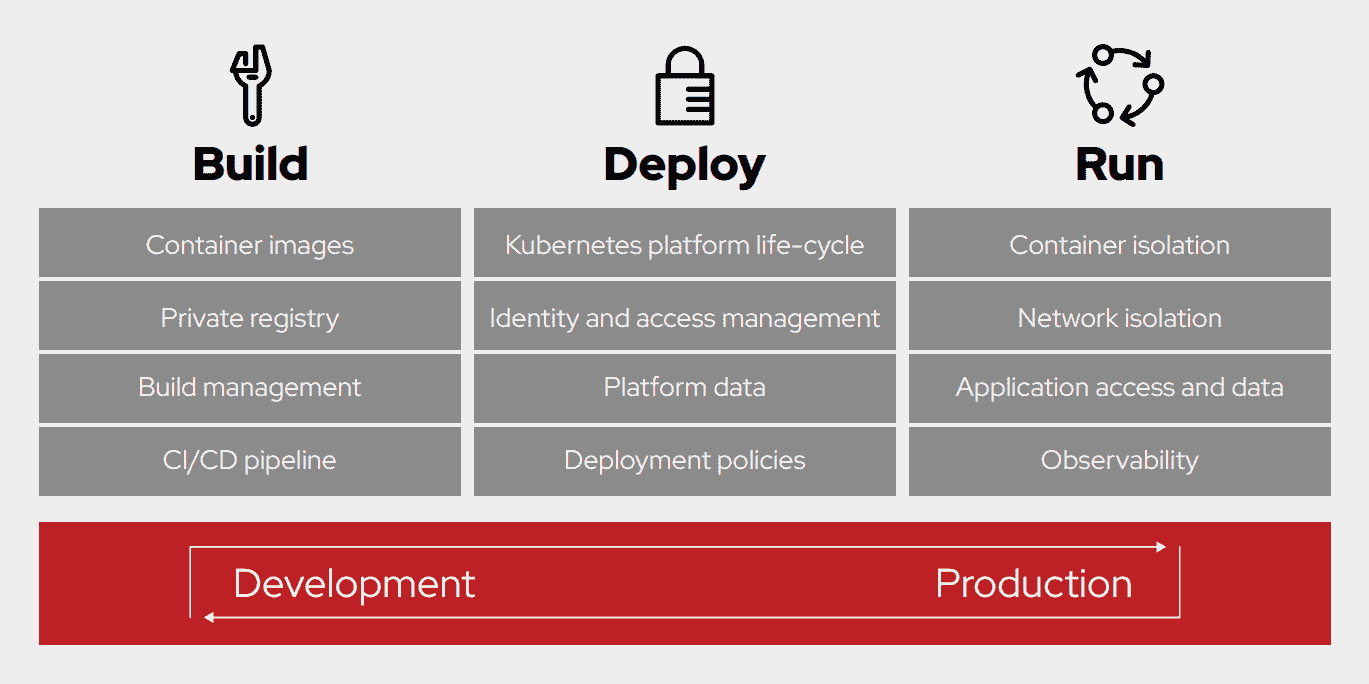 Build
Container images
Private registry
Build management
CI/CD pipeline
Deploy
Kubernetes platform life-cycle
Identity and access management
Platform data
Deployment policies
Run
Container isolation
Network isolation
Application access and data
Observability
Development
Production